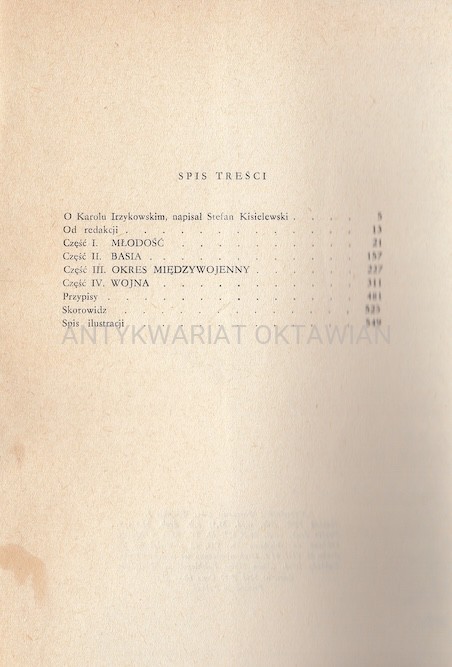 SPIS TREŚCI
O Karolu Irzykowskim, napisał Stefan Kisielewski . . . . 5
Od redakcji . . . . . . . . . . . . . . 13
Część I. MŁODOŚĆ . . . . . . . . . . . 21
Część II. BASIA . . . . . . . . . . . . . 157
Część III. OKRES MIĘDZYWOJENNY . . . . . . . 227
Część IV. WOJNA . . . . . . . . . . . . 311
Przypisy . . . . . . . . . . . . . . . 481
Skorowidz . . . . . . . . . . . . . . . 525
Spis ilustracji 549
ANTYKWARIAT OKTAWIAN